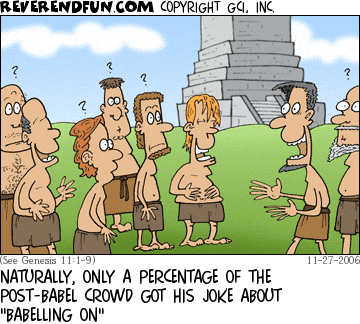 REVERENDFUN.COM COPYRIGHT GCI, INC.
?
?
?
?
?
?
(See Genesis 11:1-9) 11-27-2006
NATURALLY, ONLY A PERCENTAGE OF THE
POST-BABEL CROWD GOT HIS JOKE ABOUT
"BABELLING ON"